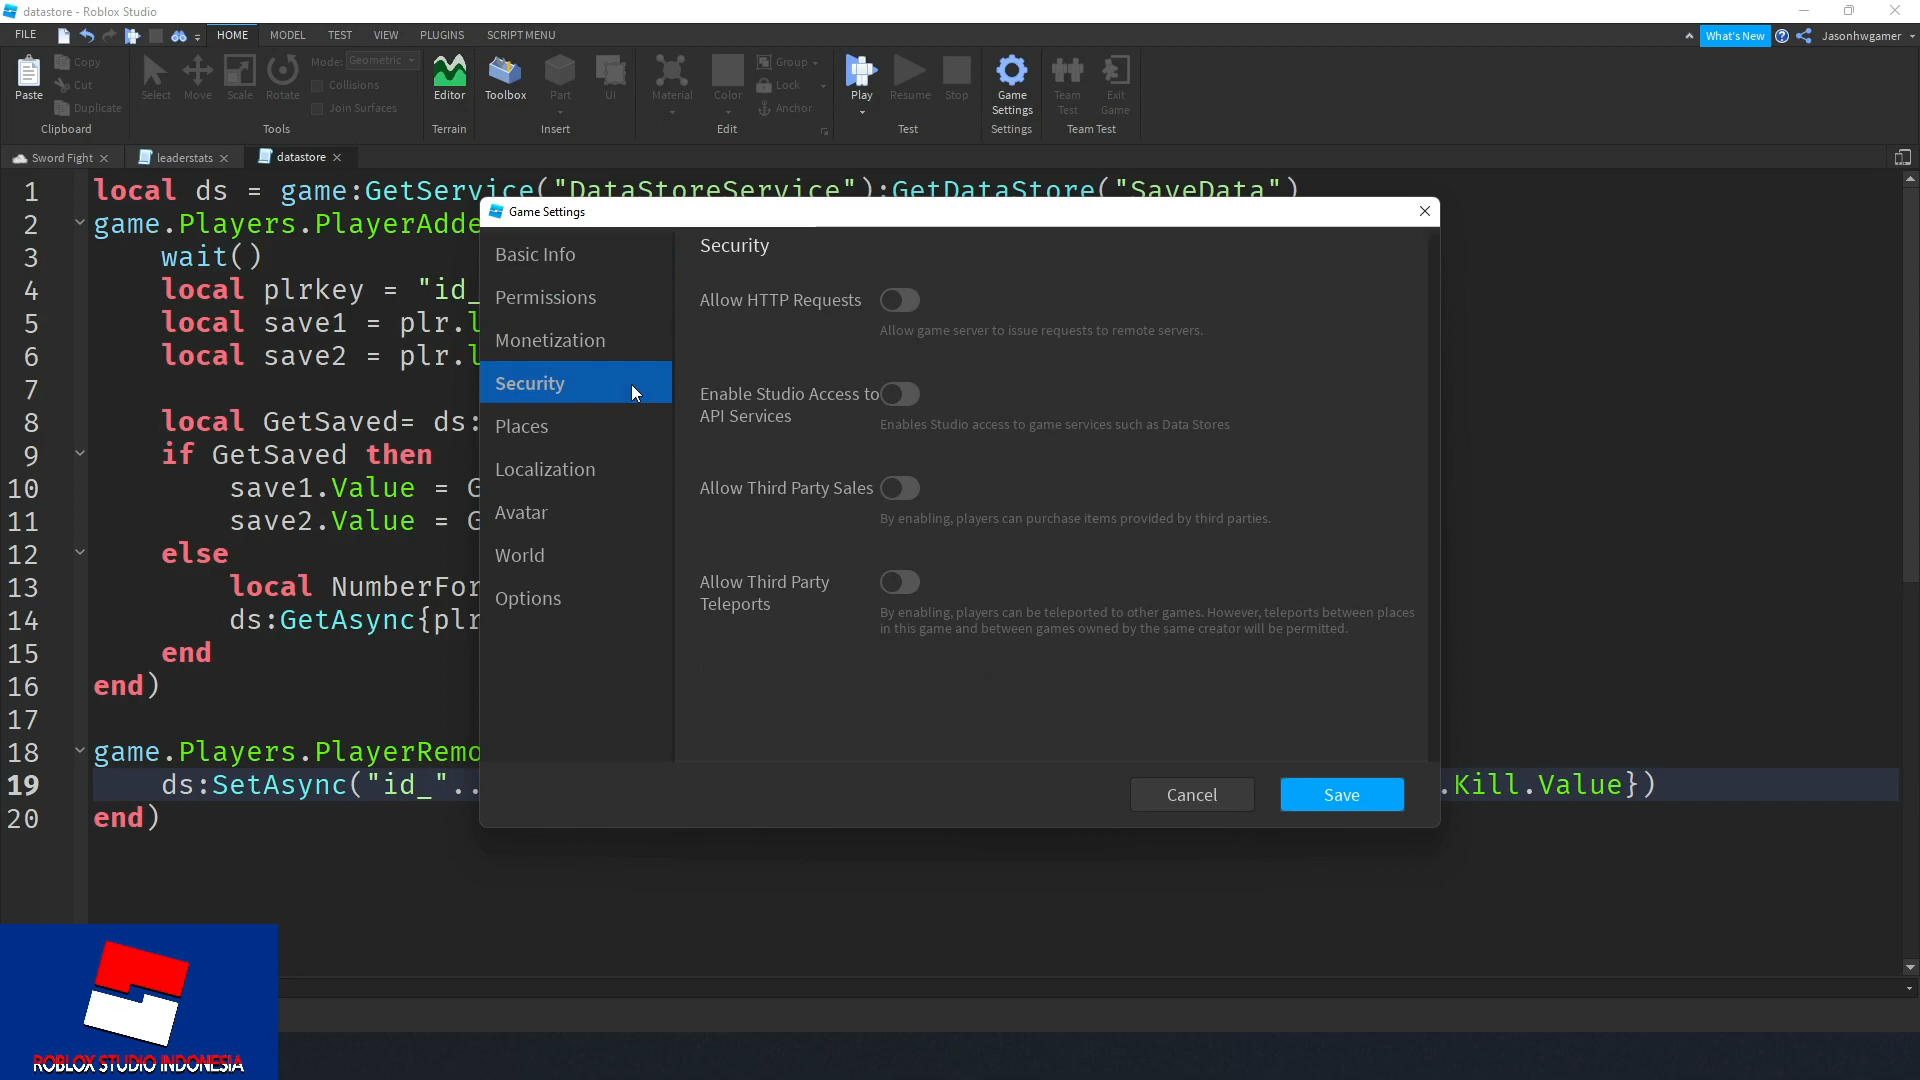 datastore - Roblox Studio
FILE HOME MODEL TEST VIEW PLUGINS SCRIPT MENU What's New Jasonhwgamer
Paste Copy Cut Duplicate Clipboard
Select Move Scale Rotate Mode: Geometric Collisions Join Surfaces Tools
Editor Terrain
Toolbox Part UI Insert
Material Color Group Lock Anchor Edit
Play Resume Stop Test
Game Settings Settings
Team Test Exit Game Team Test
Sword Fight leaderstats datastore
1 local ds = game:GetService("DataStoreService"):GetDataStore("SaveData")
2 game.Players.PlayerAdde
3 wait()
4 local plrkey = "id_
5 local save1 = plr.l
6 local save2 = plr.l
7
8 local GetSaved= ds:
9 if GetSaved then
10 save1.Value = G
11 save2.Value = G
12 else
13 local NumberFor
14 ds:GetAsync{plr
15 end
16 end)
17
18 game.Players.PlayerRemo
19 ds:SetAsync("id_".. .Kill.Value})
20 end)
Game Settings
Basic Info
Permissions
Monetization
Security
Places
Localization
Avatar
World
Options
Security
Allow HTTP Requests
Allow game server to issue requests to remote servers.
Enable Studio Access to
API Services
Enables Studio access to game services such as Data Stores
Allow Third Party Sales
By enabling, players can purchase items provided by third parties.
Allow Third Party
Teleports
By enabling, players can be teleported to other games. However, teleports between places
in this game and between games owned by the same creator will be permitted.
Cancel Save
ROBLOX STUDIO INDONESIA